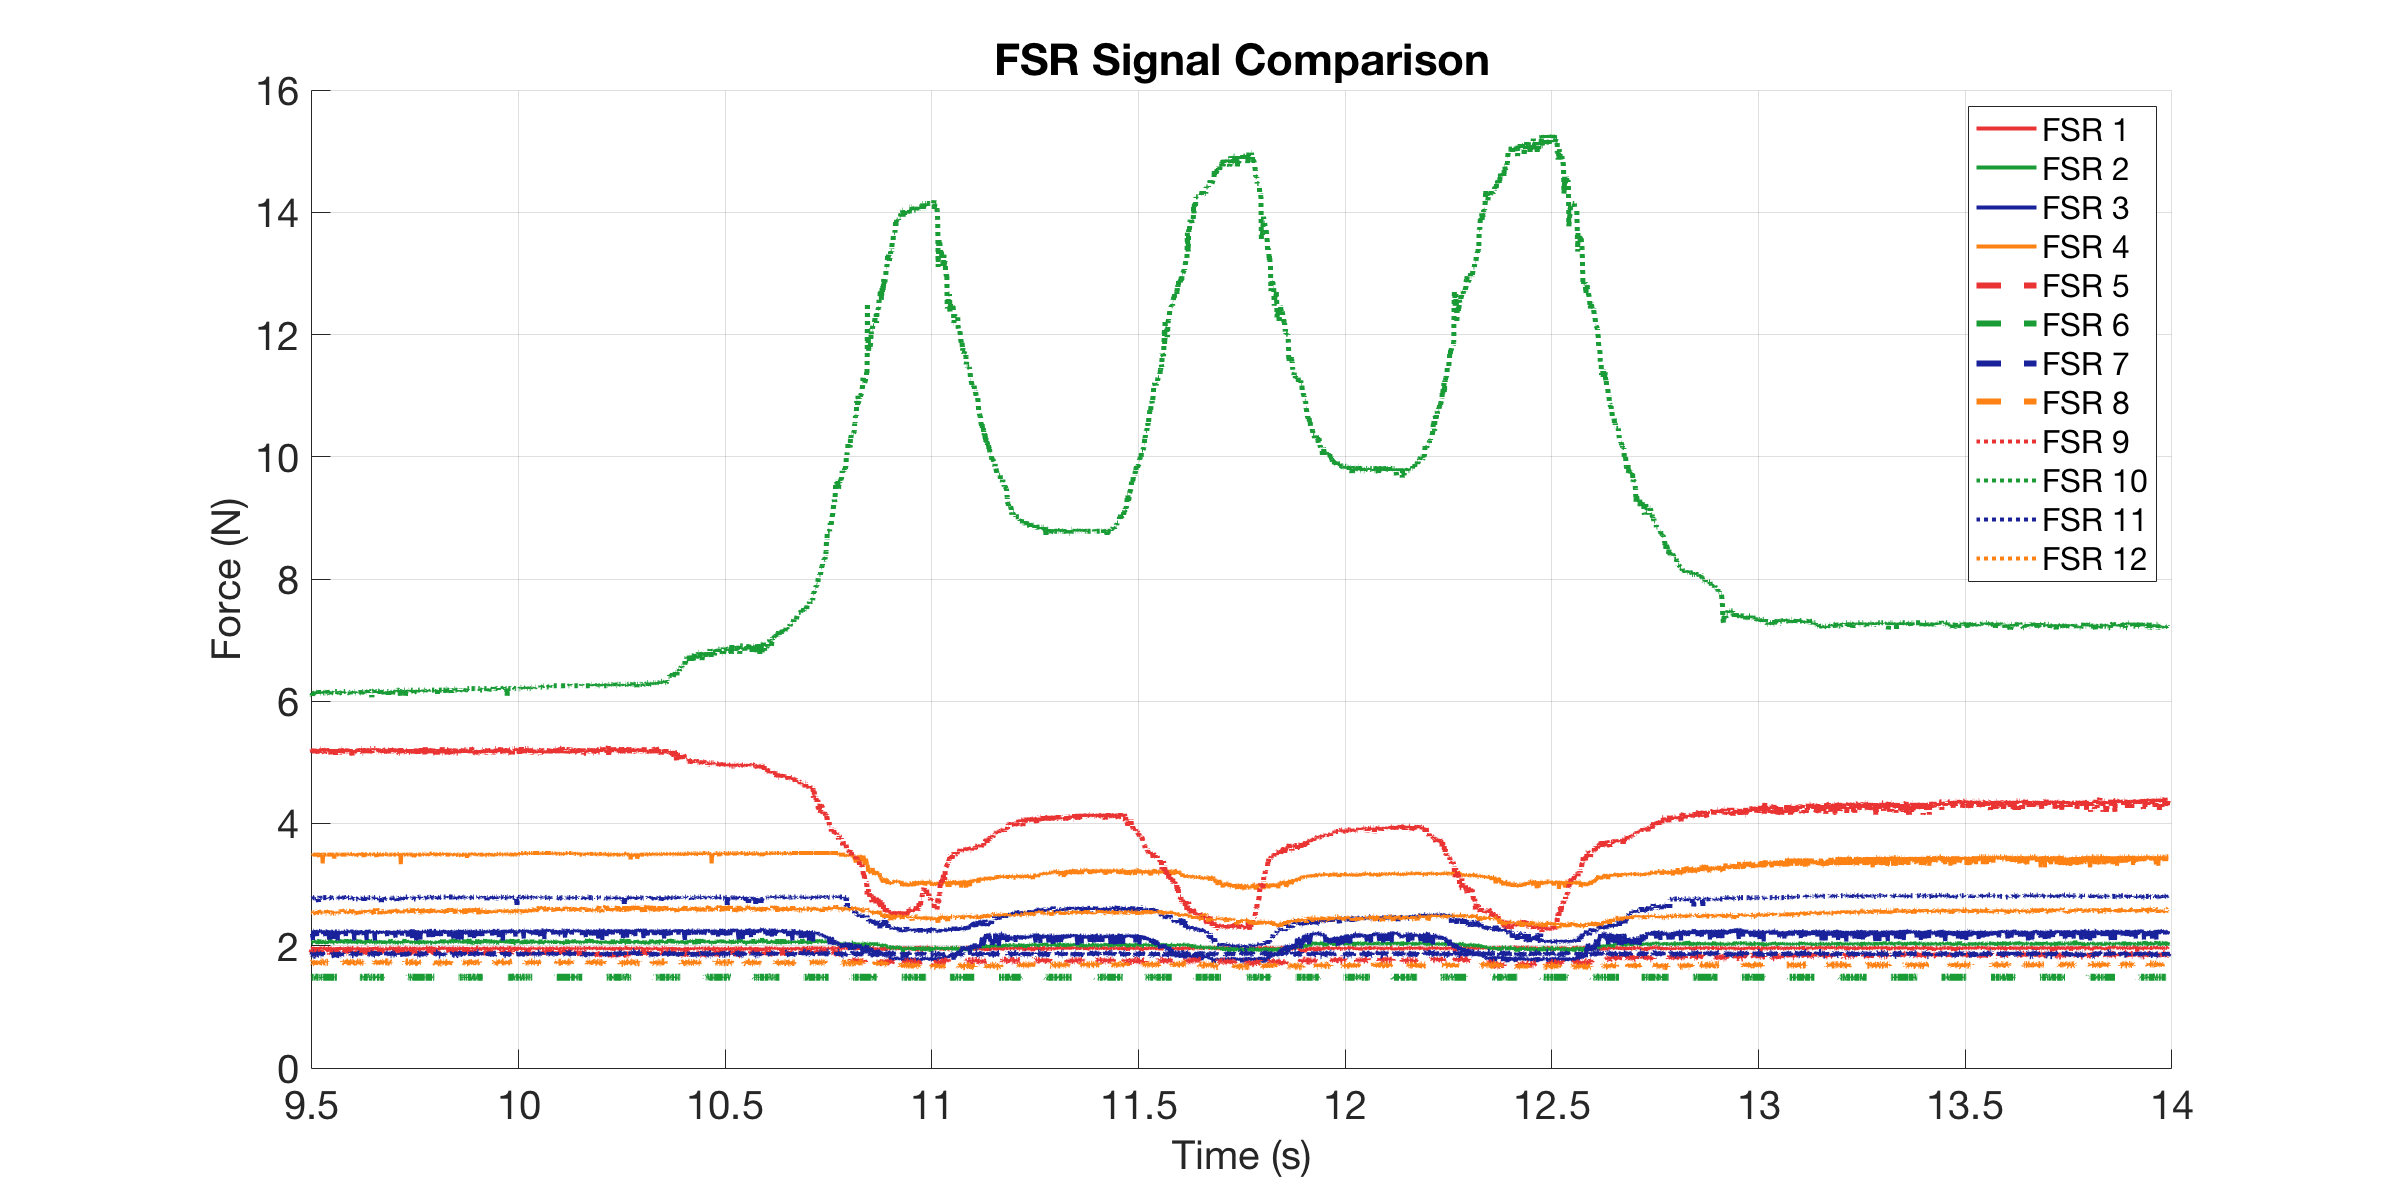 FSR Signal Comparison
16
14
12
10
8
6
4
2
0
Force (N)
FSR 1
FSR 2
FSR 3
FSR 4
FSR 5
FSR 6
FSR 7
FSR 8
FSR 9
FSR 10
FSR 11
FSR 12
9.5 10 10.5 11 11.5 12 12.5 13 13.5 14
Time (s)